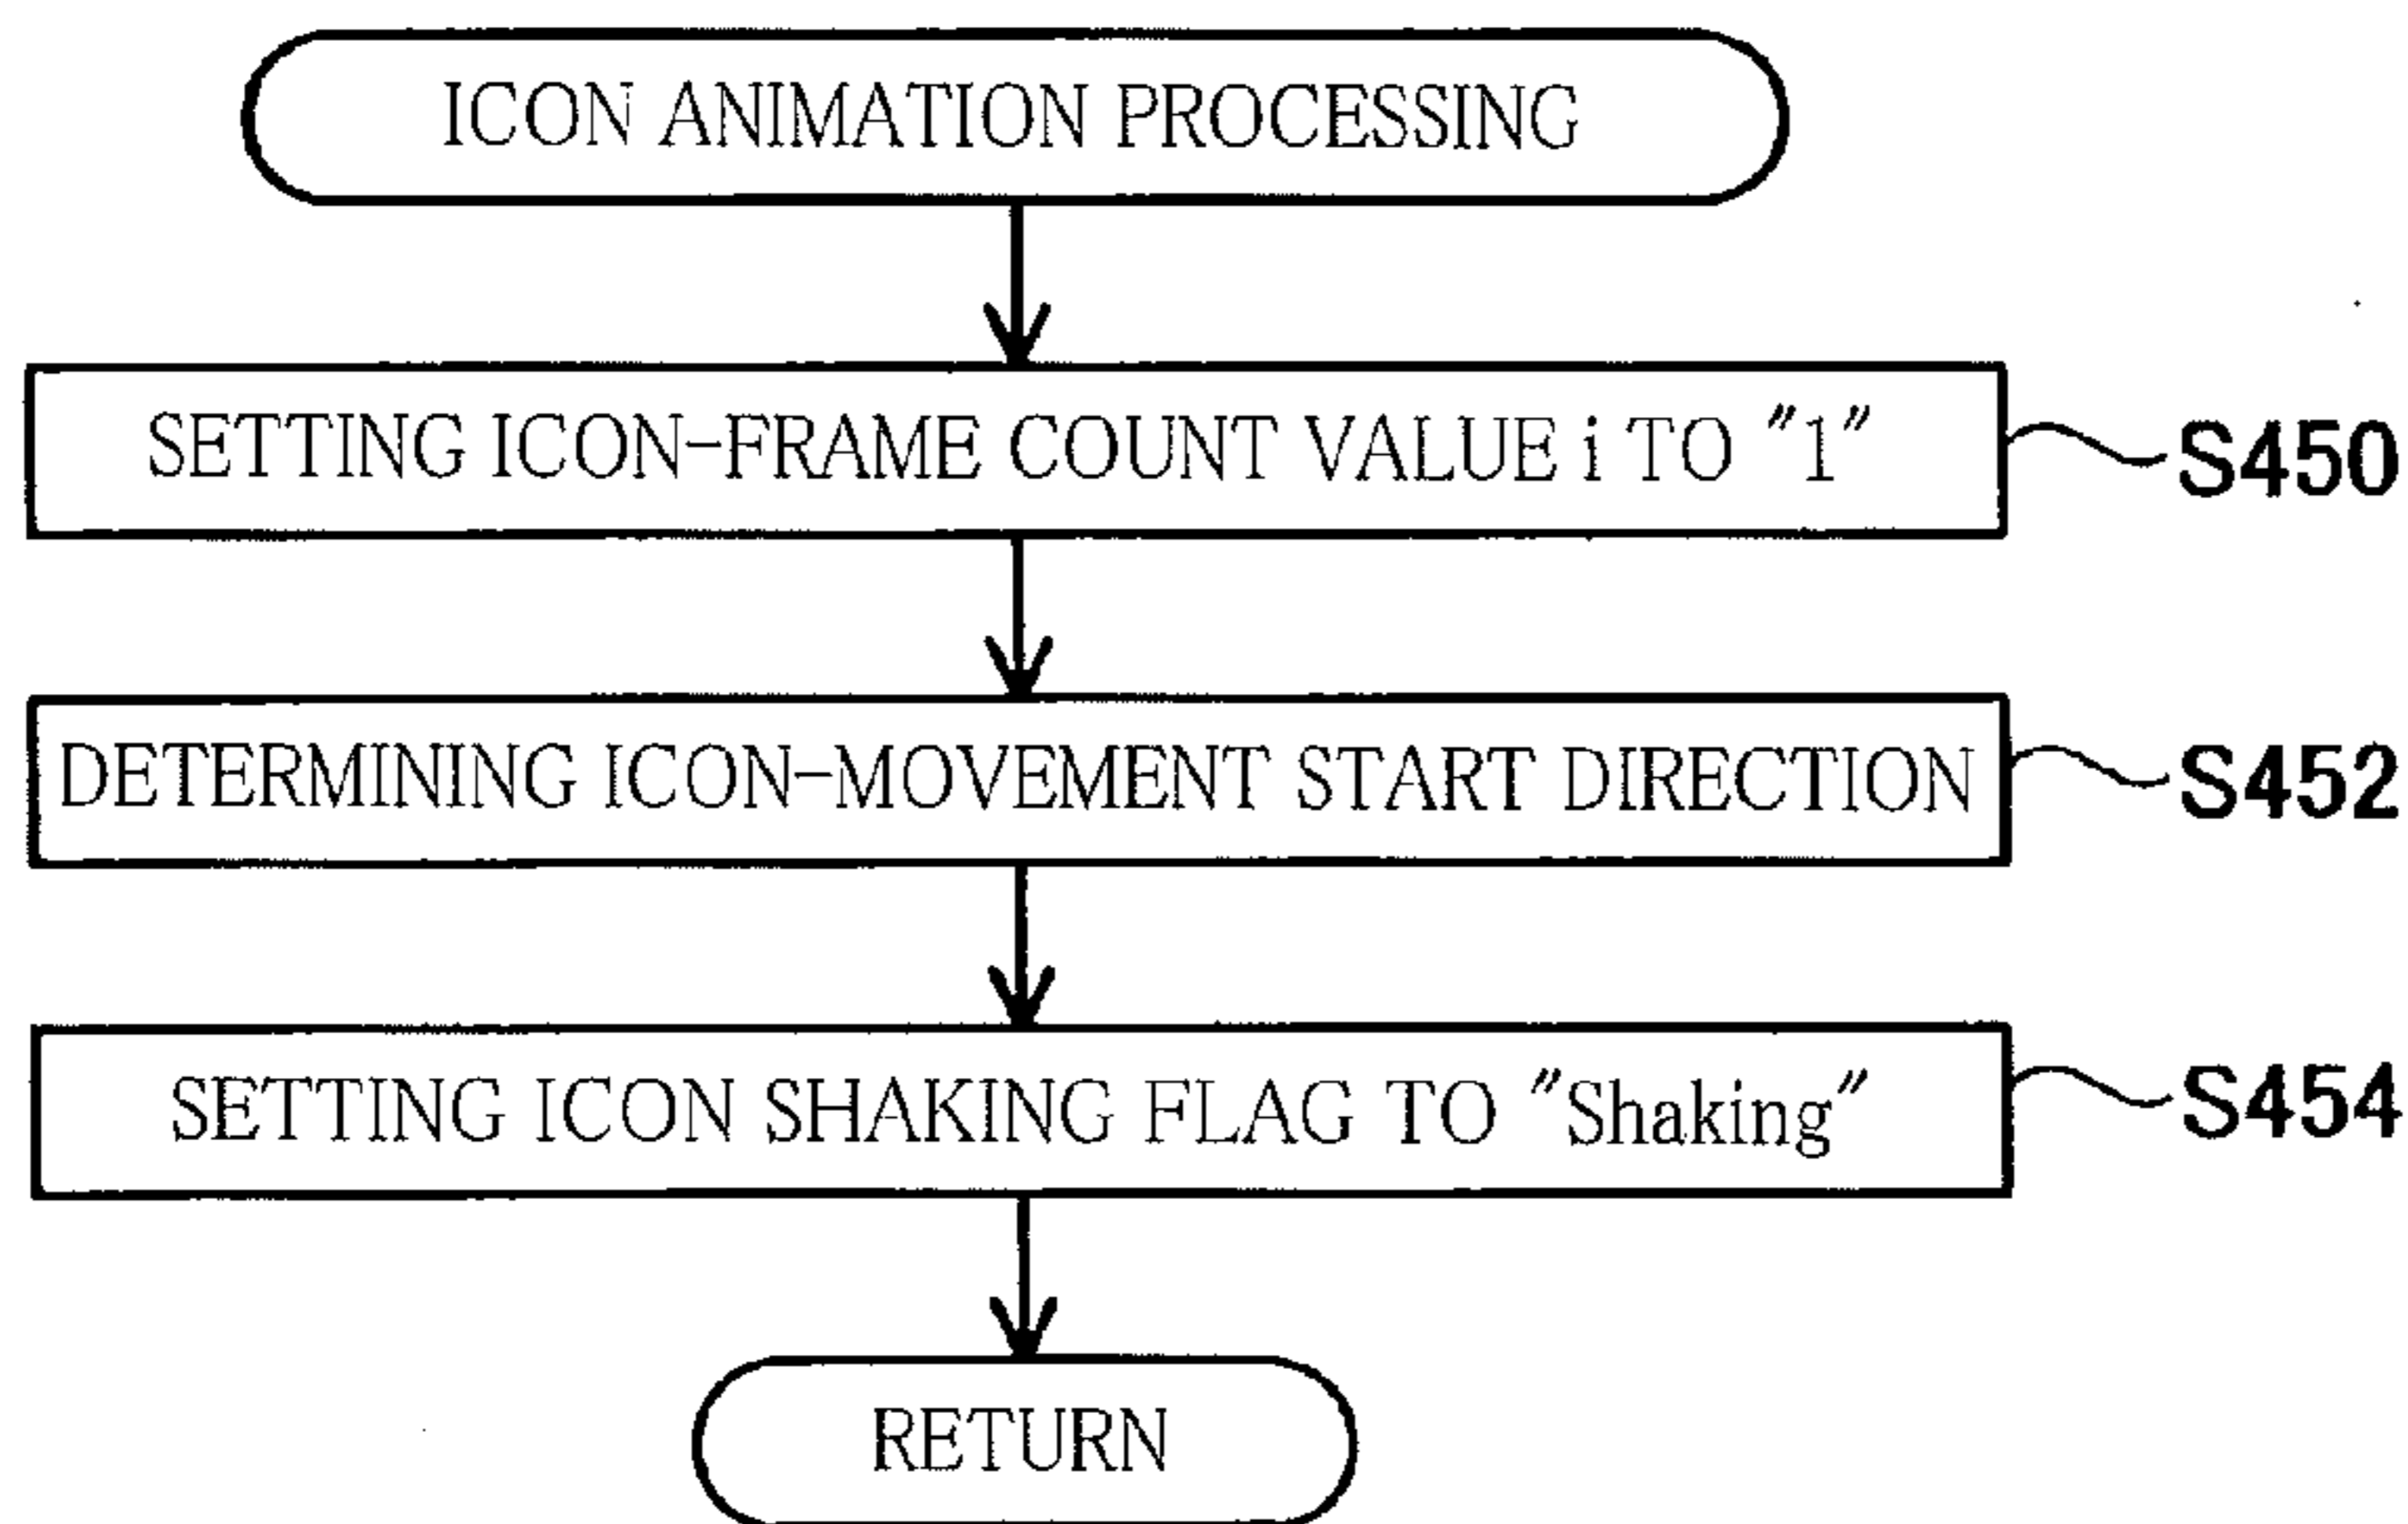 ICON ANIMATION PROCESSING
SETTING ICON-FRAME COUNT VALUE i TO "1"
S450
DETERMINING ICON-MOVEMENT START DIRECTION
S452
SETTING ICON SHAKING FLAG TO "Shaking"
S454
RETURN